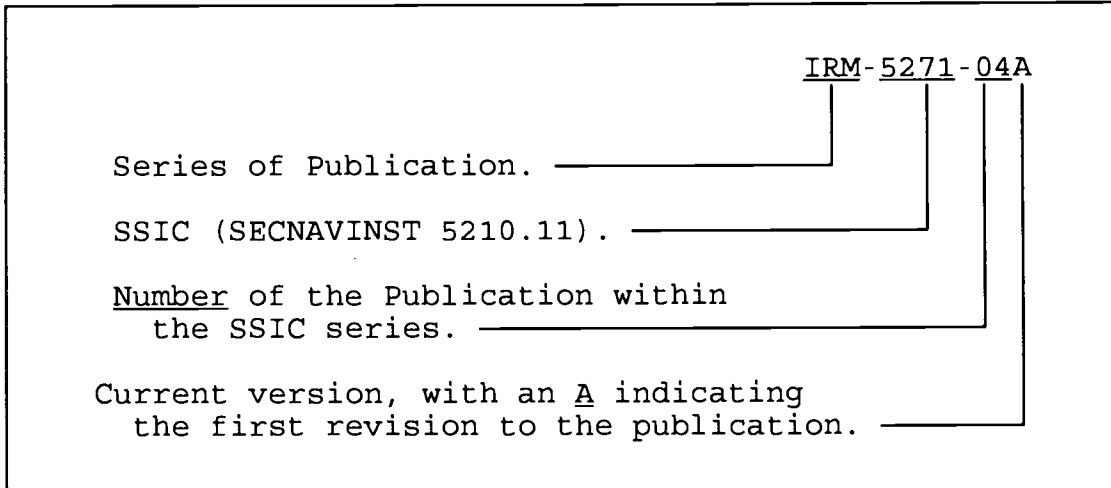 IRM-5271-04A
Series of Publication.
SSIC (SECNAVINST 5210.11).
Number of the Publication within
the SSIC series.
Current version, with an A indicating
the first revision to the publication.